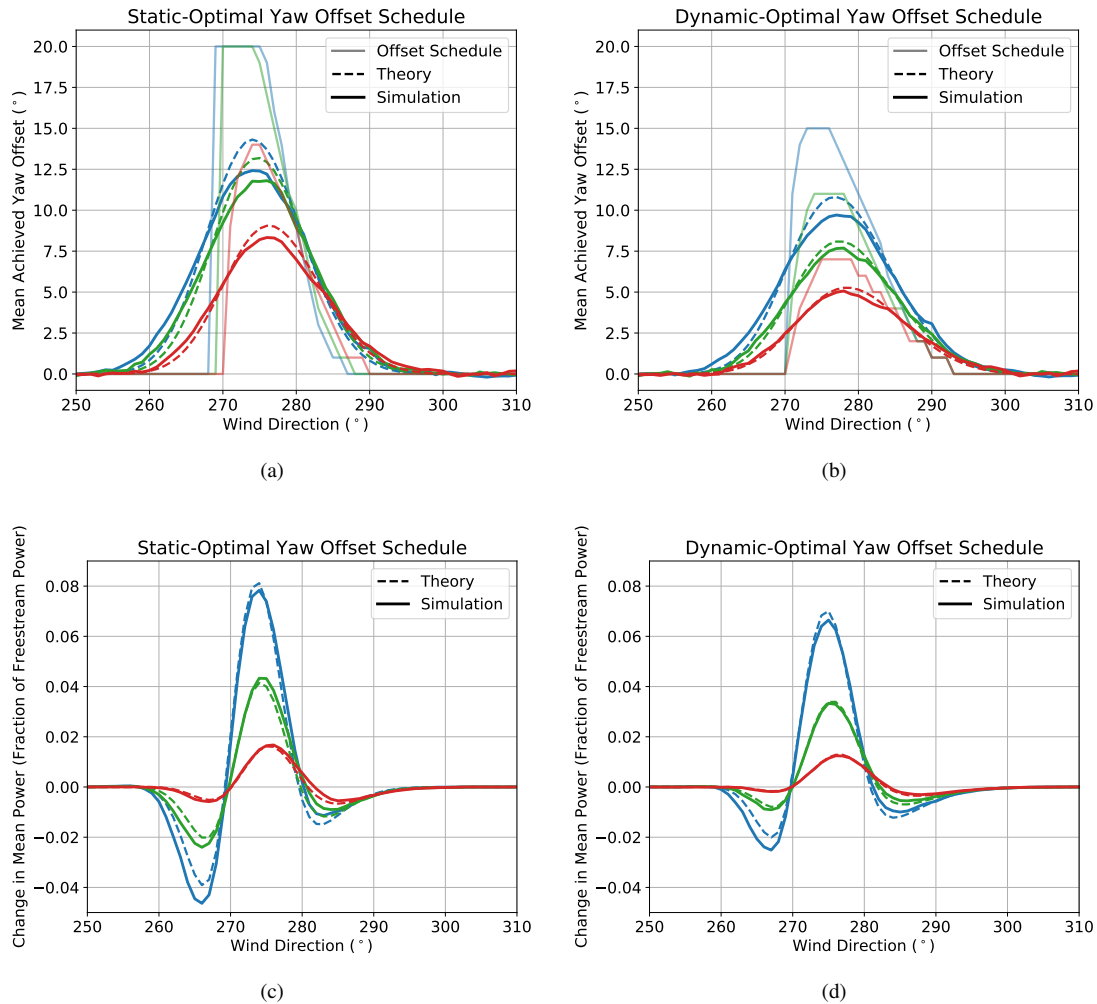 Static-Optimal Yaw Offset Schedule
Mean Achieved Yaw Offset (°)
20.0
17.5
15.0
12.5
10.0
7.5
5.0
2.5
0.0
Offset Schedule
Theory
Simulation
250 260 270 280 290 300 310
Wind Direction (°)
(a)
Dynamic-Optimal Yaw Offset Schedule
Mean Achieved Yaw Offset (°)
20.0
17.5
15.0
12.5
10.0
7.5
5.0
2.5
0.0
Offset Schedule
Theory
Simulation
250 260 270 280 290 300 310
Wind Direction (°)
(b)
Static-Optimal Yaw Offset Schedule
Change in Mean Power (Fraction of Freestream Power)
0.08
0.06
0.04
0.02
0.00
−0.02
−0.04
Theory
Simulation
250 260 270 280 290 300 310
Wind Direction (°)
(c)
Dynamic-Optimal Yaw Offset Schedule
Change in Mean Power (Fraction of Freestream Power)
0.08
0.06
0.04
0.02
0.00
−0.02
−0.04
Theory
Simulation
250 260 270 280 290 300 310
Wind Direction (°)
(d)